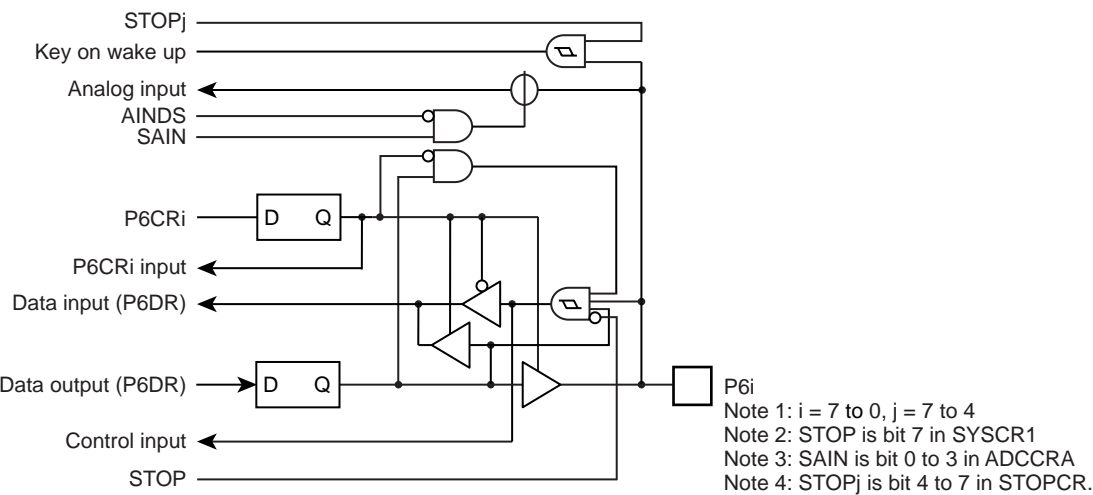 STOPj
Key on wake up
Analog input
AINDS
SAIN
P6CRi
D Q
P6CRi input
Data input (P6DR)
Data output (P6DR)
D Q
Control input
STOP
P6i
Note 1: i = 7 to 0, j = 7 to 4
Note 2: STOP is bit 7 in SYSCR1
Note 3: SAIN is bit 0 to 3 in ADCCRA
Note 4: STOPj is bit 4 to 7 in STOPCR.